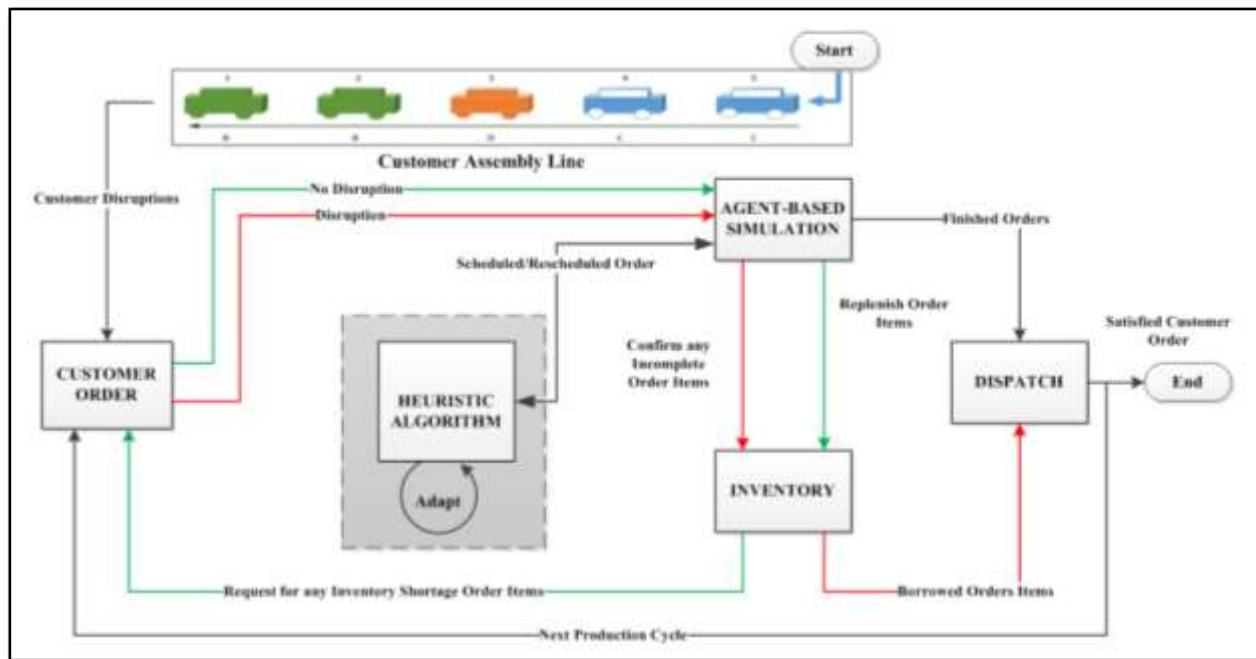 Start
Customer Assembly Line
Customer Disruptions
No Disruption
Disruption
AGENT-BASED
SIMULATION
Finished Orders
Scheduled/Rescheduled Order
Replenish Order
Items
Satisfied Customer
Order
Confirm any
Incomplete
Order Items
CUSTOMER
ORDER
HEURISTIC
ALGORITHM
DISPATCH
End
Adapt
INVENTORY
Request for any Inventory Shortage Order Items
Borrowed Orders Items
Next Production Cycle